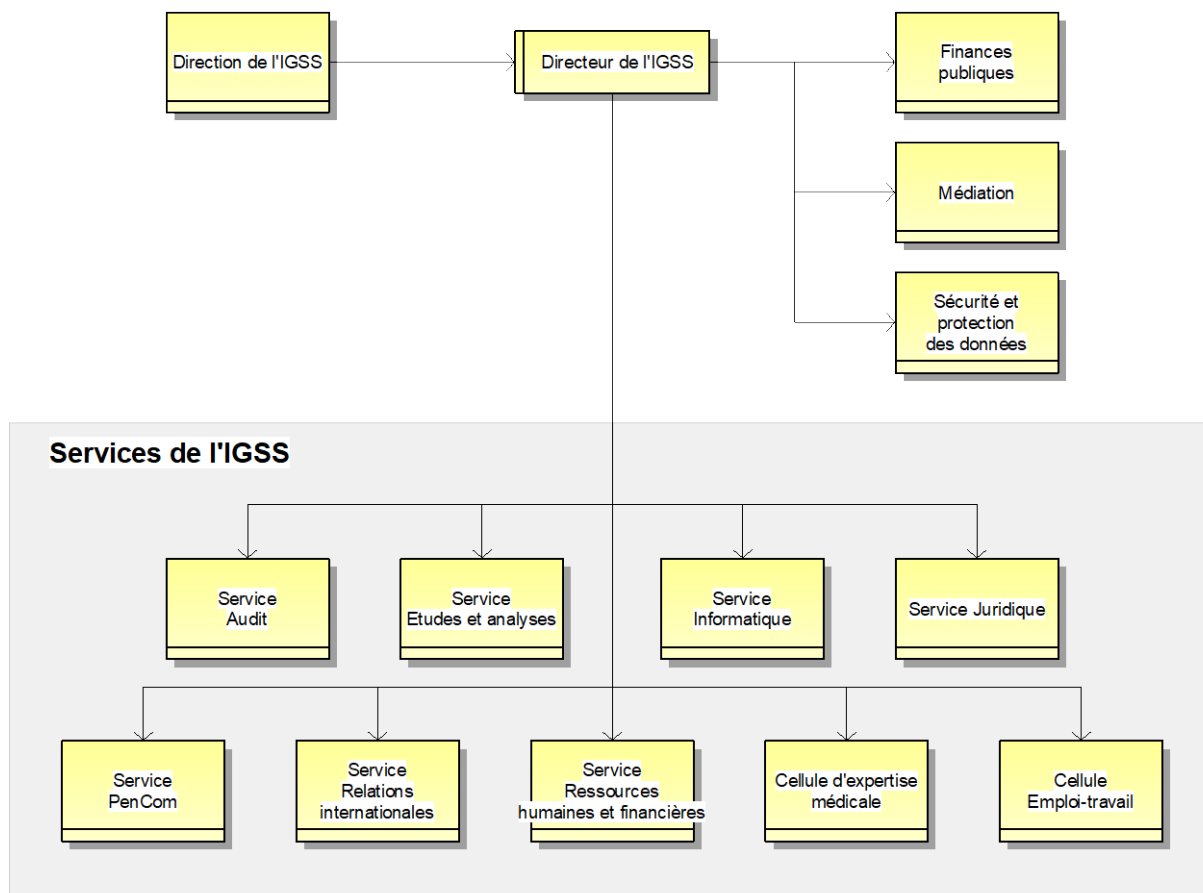 Direction de l'IGSS
Directeur de l'IGSS
Finances
publiques
Médiation
Sécurité et
protection
des données
Services de l'IGSS
Service
Audit
Service
Etudes et analyses
Service
Informatique
Service Juridique
Service
PenCom
Service
Relations
internationales
Service
Ressources
humaines et financières
Cellule d'expertise
médicale
Cellule
Emploi-travail